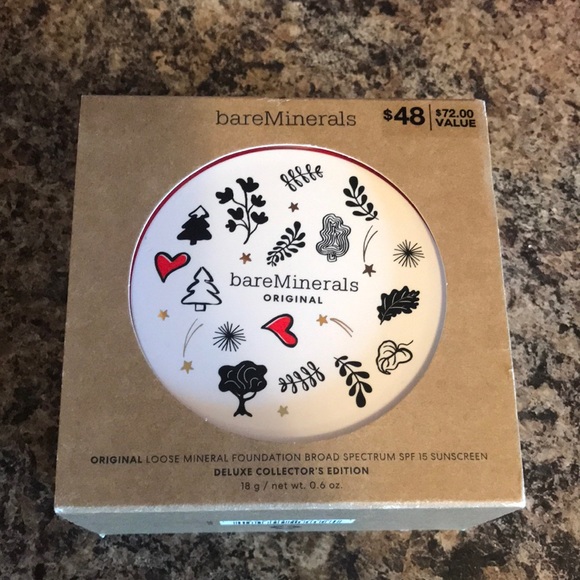 bareMinerals
$48 $72.00
VALUE
bareMinerals
ORIGINAL
ORIGINAL LOOSE MINERAL FOUNDATION BROAD SPECTRUM SPF 15 SUNSCREEN
DELUXE COLLECTOR'S EDITION
18 g / net wt. 0.6 oz.